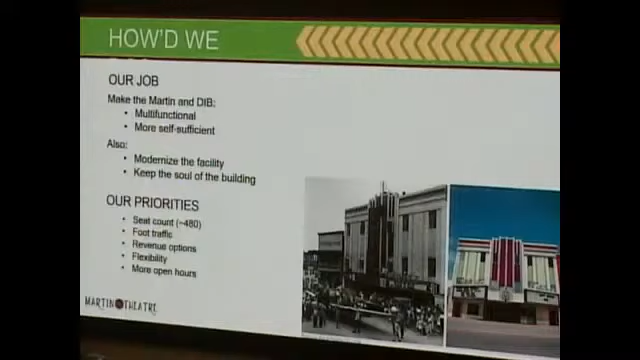 HOW'D WE
OUR JOB
Make the Martin and DIB:
• Multifunctional
• More self-sufficient
Also:
• Modernize the facility
• Keep the soul of the building
OUR PRIORITIES
• Seat count (~480)
• Foot traffic
• Revenue options
• Flexibility
• More open hours
MARTIN THEATRE